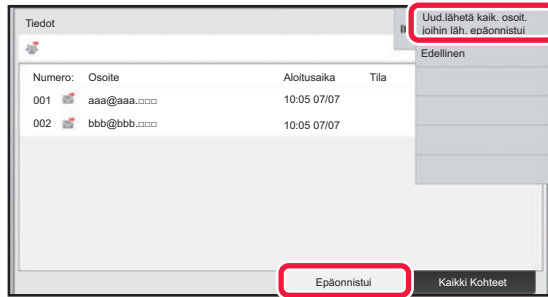 Tiedot
Uud.lähetä kaik. osoit.
joihin läh. epäonnistui
Edellinen
Numero: Osoite Aloitusaika Tila
001 aaa@aaa.□□□ 10:05 07/07
002 bbb@bbb.□□□ 10:05 07/07
Epäonnistui Kaikki Kohteet